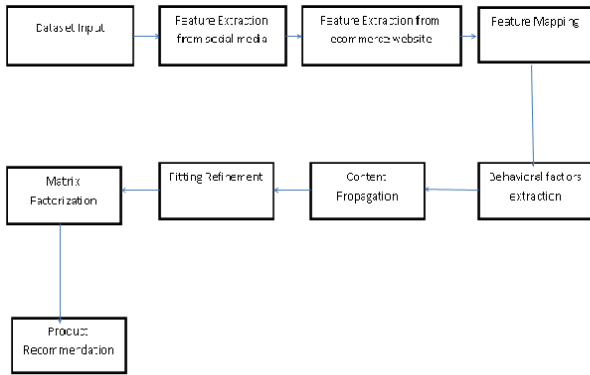 Dataset Input
Feature Extraction
from social media
Feature Extraction from
ecommerce website
Feature Mapping
Matrix
Factorization
Fitting Refinement
Content
Propagation
Behavioral factors
extraction
Product
Recommendation